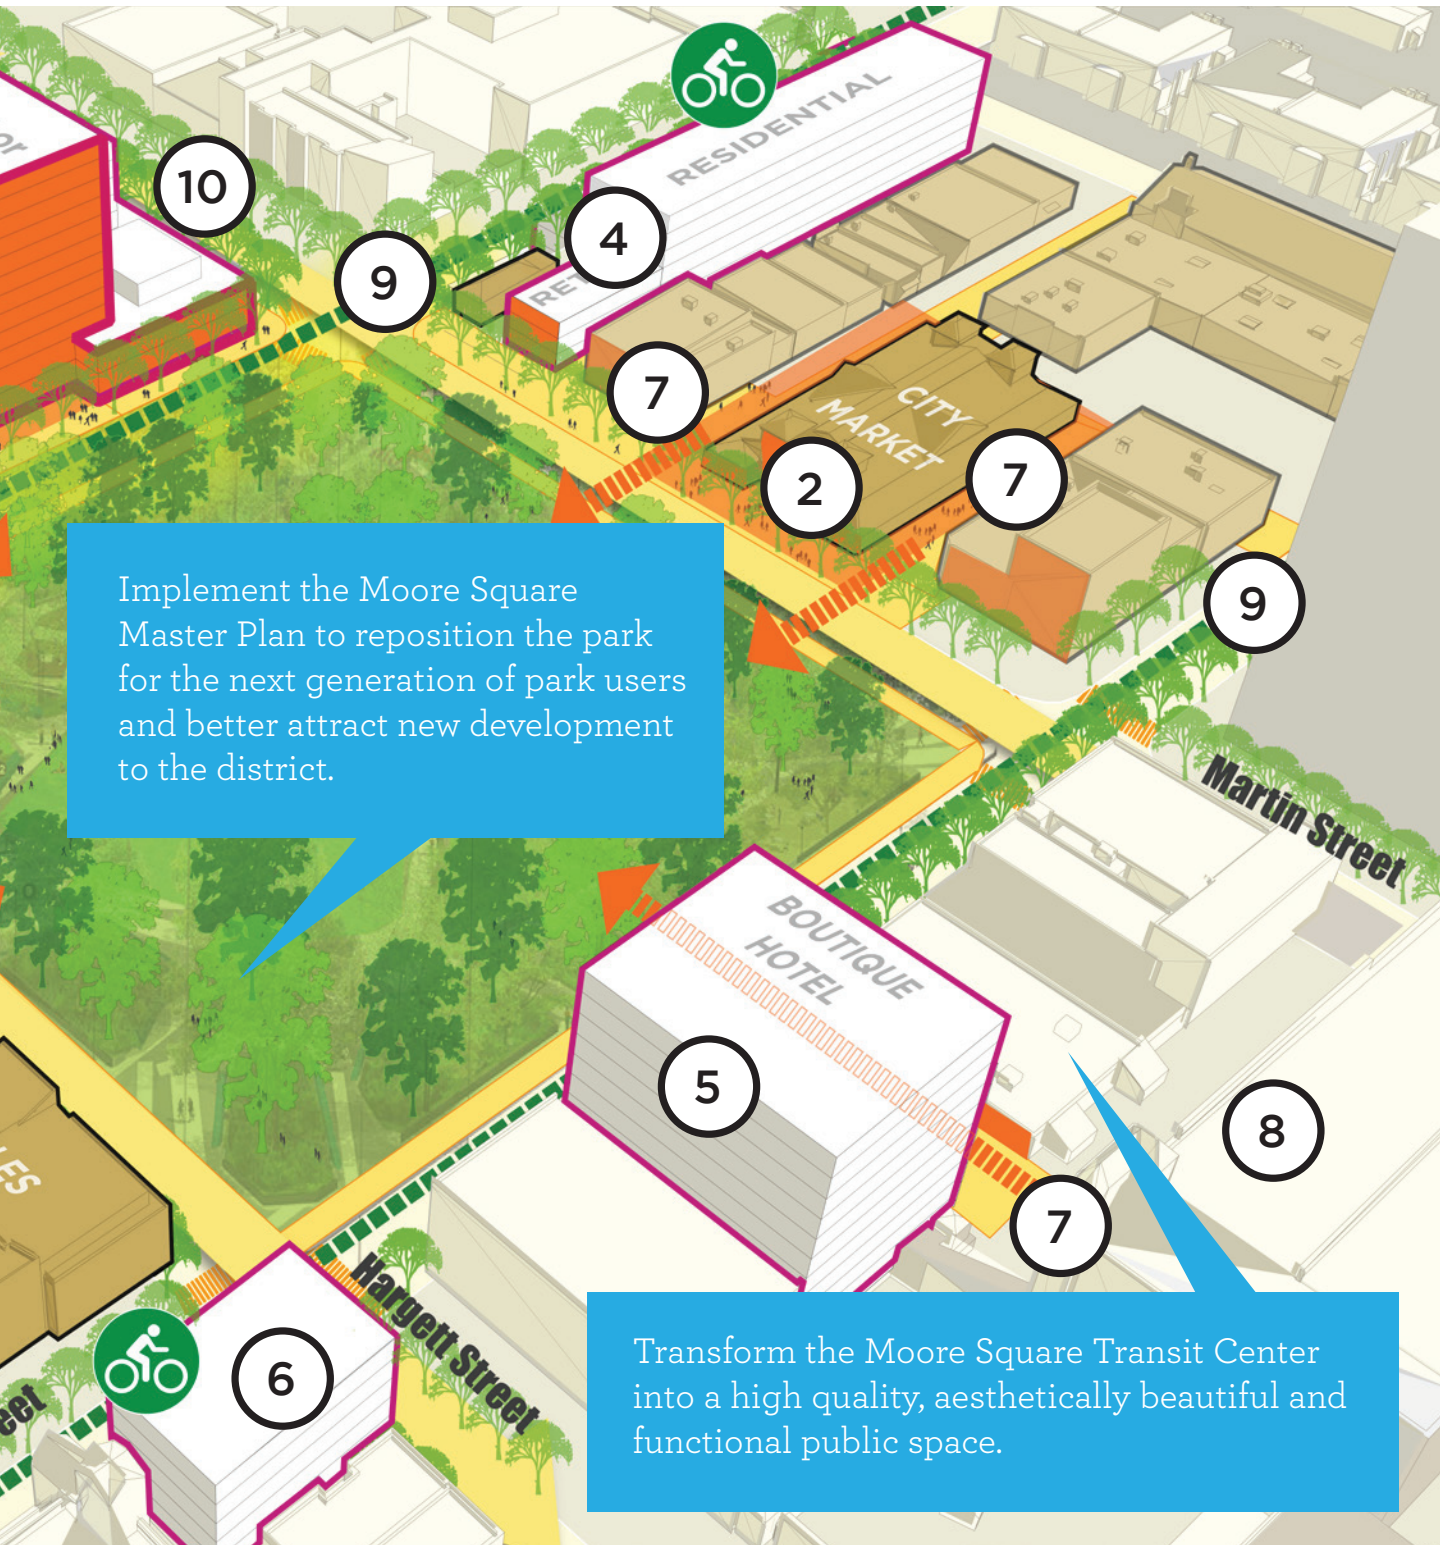 RESIDENTIAL
10
4
9
7
CITY
MARKET
2
7
9
Implement the Moore Square
Master Plan to reposition the park
for the next generation of park users
and better attract new development
to the district.
Martin Street
BOUTIQUE
HOTEL
5
8
7
Hargett Street
6
Transform the Moore Square Transit Center
into a high quality, aesthetically beautiful and
functional public space.